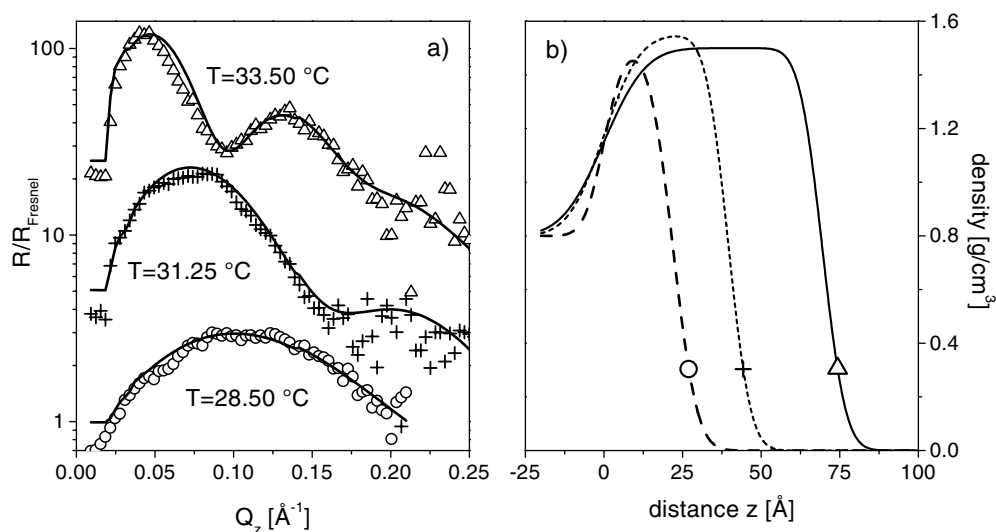 a)
b)
100
10
1
R/R_Fresnel
T=33.50 °C
T=31.25 °C
T=28.50 °C
0.00 0.05 0.10 0.15 0.20 0.25
Q_z [Å⁻¹]
1.6
1.2
0.8
0.4
0.0
density [g/cm³]
-25 0 25 50 75 100
distance z [Å]